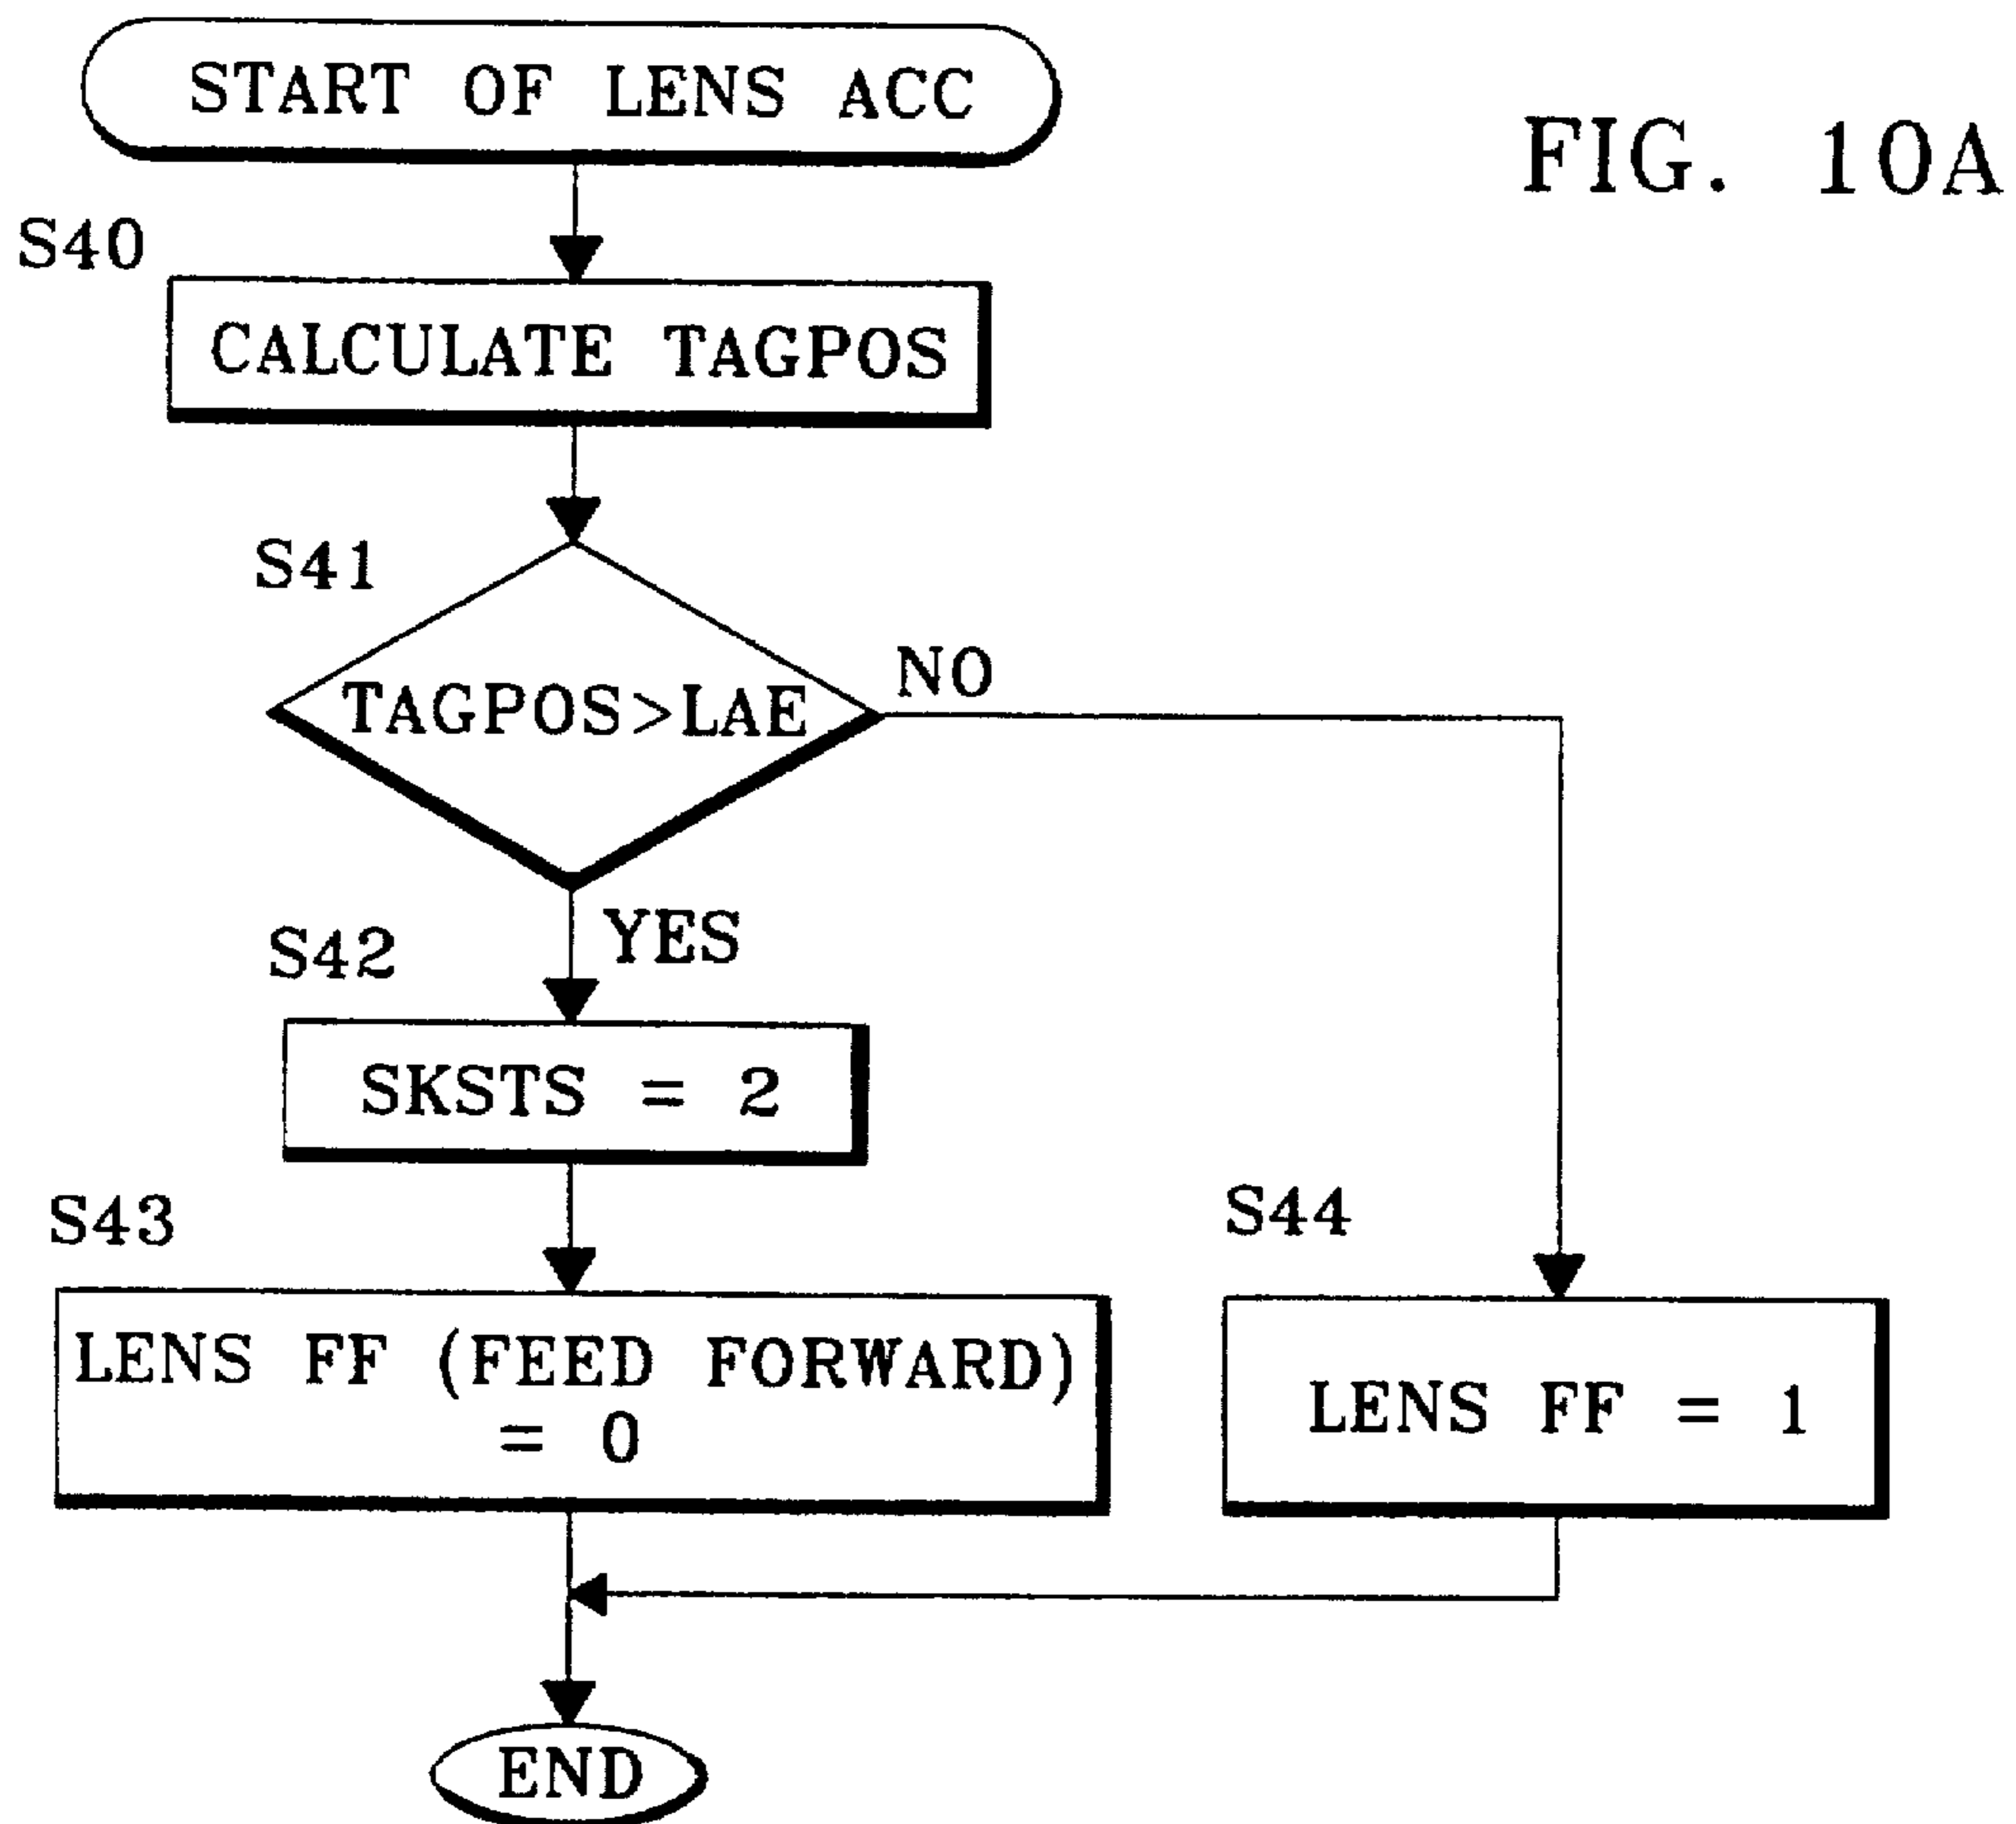 START OF LENS ACC
FIG. 10A
S40
CALCULATE TAGPOS
S41
TAGPOS>LAE
NO
YES
S42
SKSTS = 2
S43
LENS FF (FEED FORWARD)
= 0
S44
LENS FF = 1
END